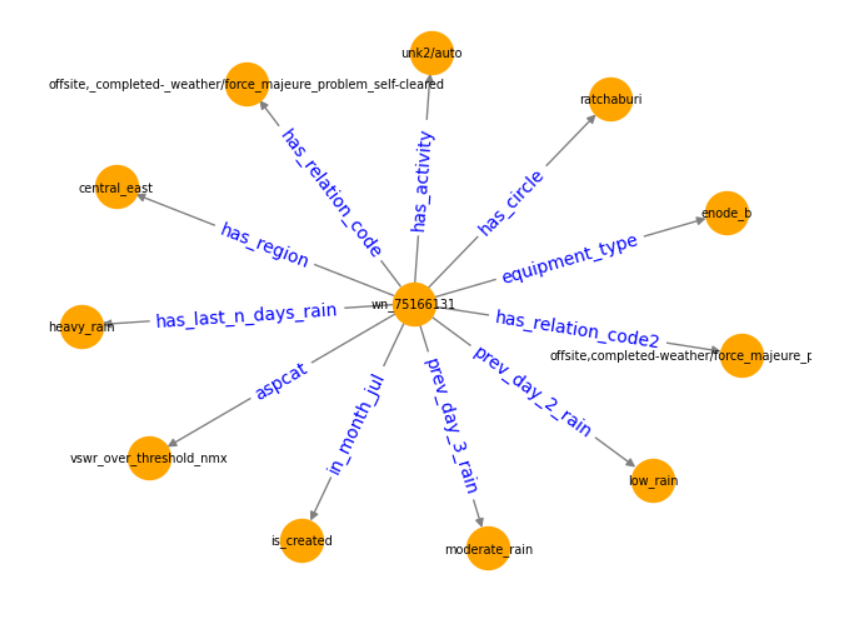 unk2/auto
offsite,_completed-_weather/force_majeure_problem_self-cleared
ratchaburi
has_relation_code
has_activity
has_circle
central_east
enode_b
has_region
equipment_type
wn_75166131
heavy_rain
has_last_n_days_rain
has_relation_code2
offsite,completed-weather/force_majeure_p
aspcat
in_month_jul
prev_day_3_rain
prev_day_2_rain
vswr_over_threshold_nmx
low_rain
is_created
moderate_rain